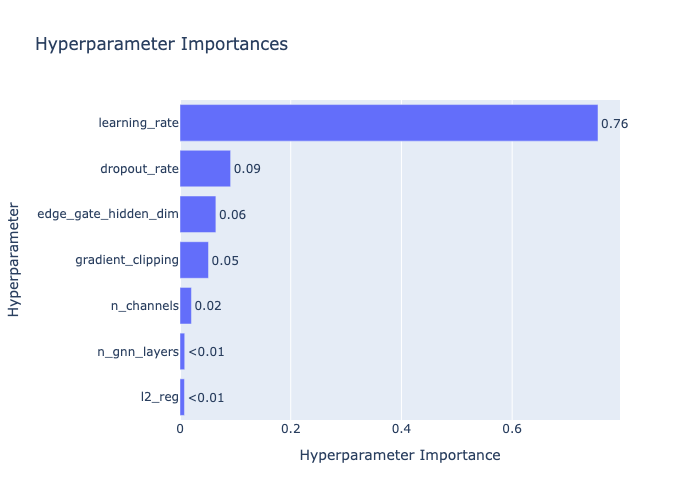 Hyperparameter Importances
learning_rate 0.76
dropout_rate 0.09
edge_gate_hidden_dim 0.06
gradient_clipping 0.05
n_channels 0.02
n_gnn_layers <0.01
l2_reg <0.01
0 0.2 0.4 0.6
Hyperparameter Importance
Hyperparameter